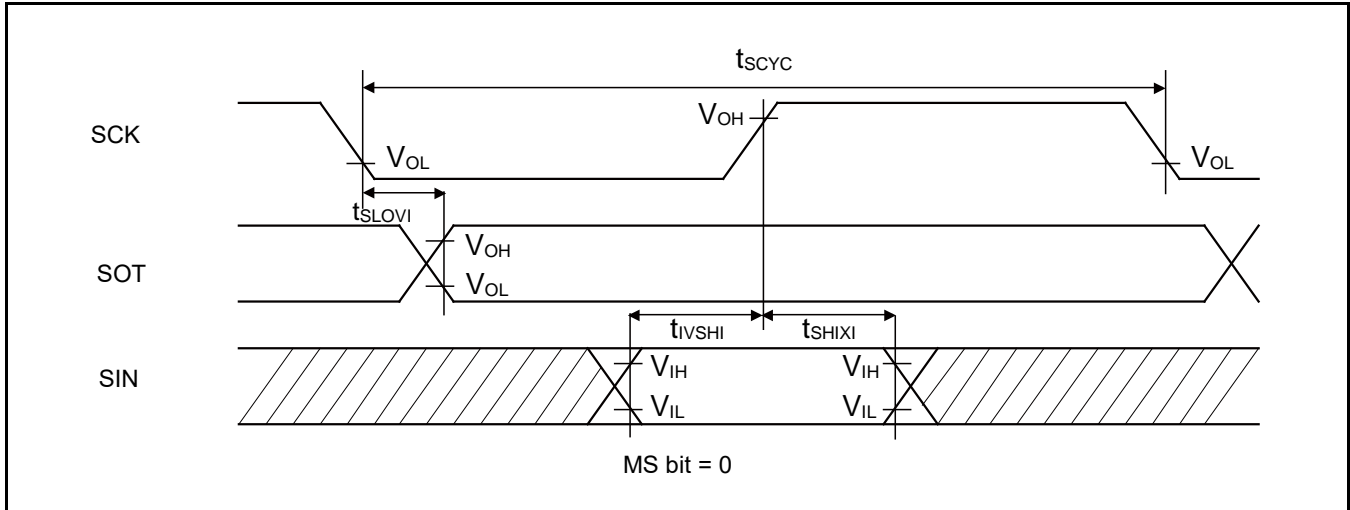 tSCYC
SCK
VOH
VOL
VOL
tSLOVI
SOT
VOH
VOL
tIVSHI
tSHIXI
SIN
VIH
VIH
VIL
VIL
MS bit = 0